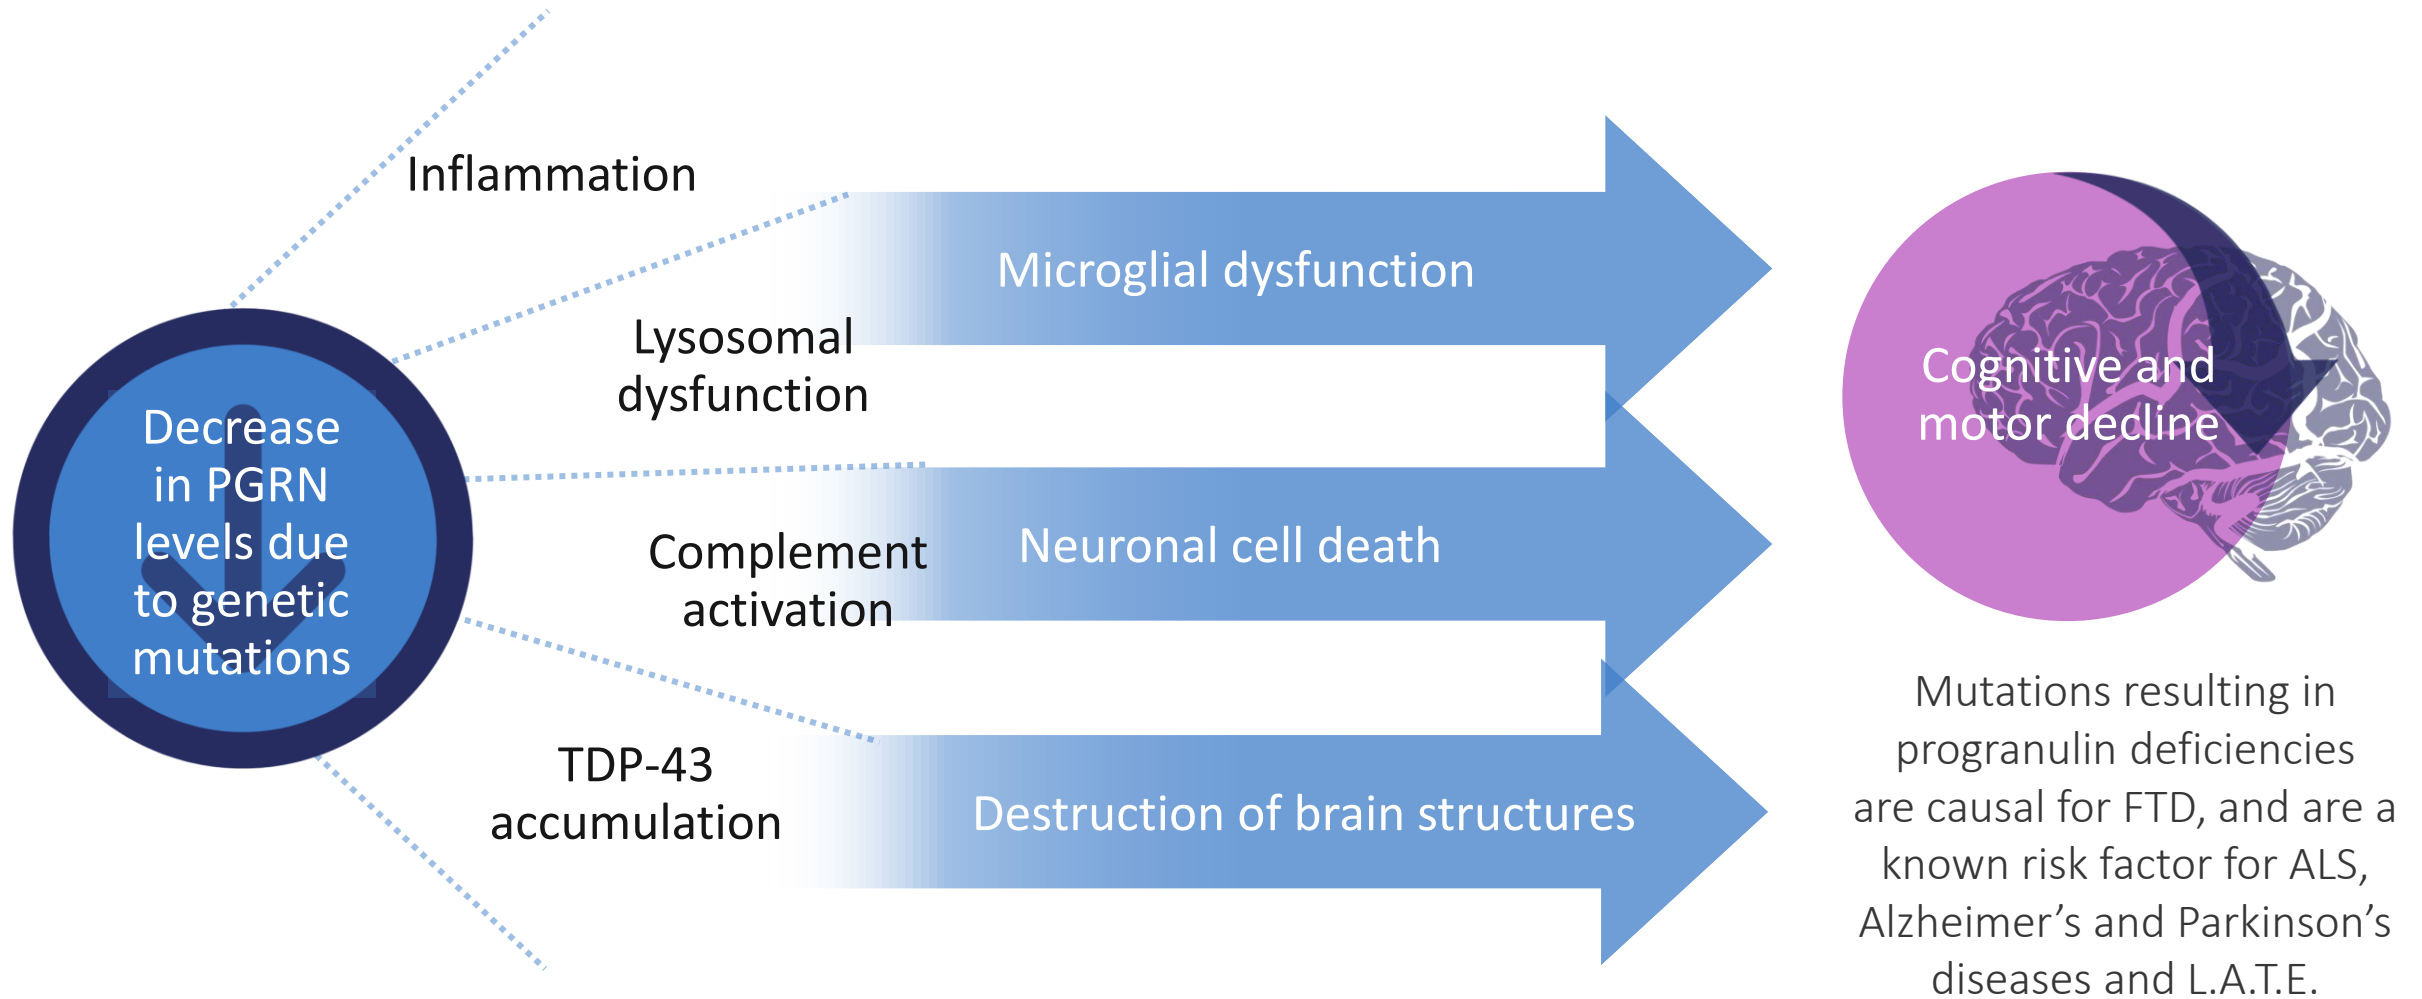 Decrease
in PGRN
levels due
to genetic
mutations
Inflammation
Lysosomal
dysfunction
Complement
activation
TDP-43
accumulation
Microglial dysfunction
Neuronal cell death
Destruction of brain structures
Cognitive and
motor decline
Mutations resulting in
progranulin deficiencies
are causal for FTD, and are a
known risk factor for ALS,
Alzheimer’s and Parkinson’s
diseases and L.A.T.E.